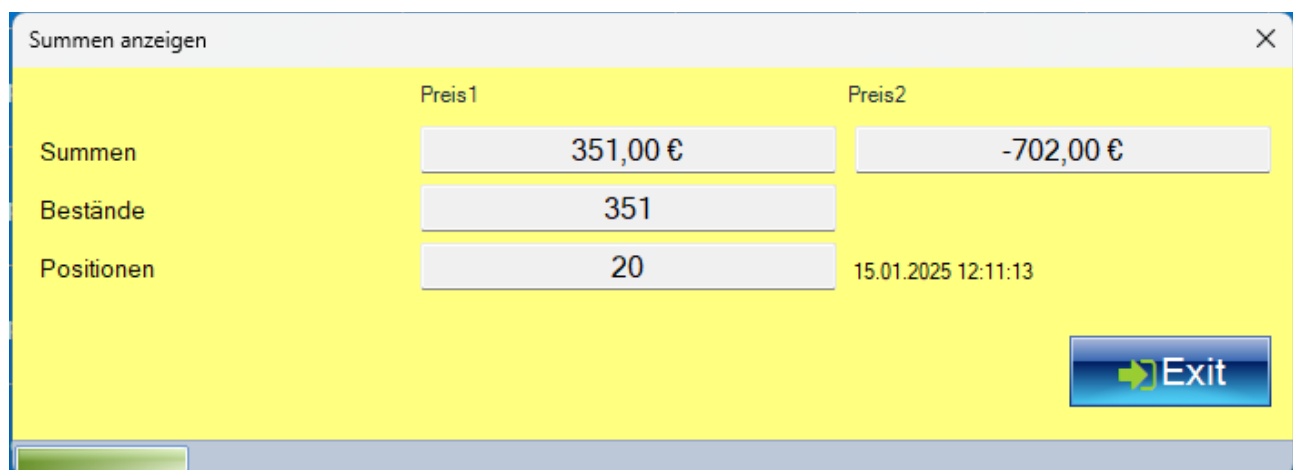 Summen anzeigen
Preis1 Preis2
Summen 351,00 € -702,00 €
Bestände 351
Positionen 20 15.01.2025 12:11:13
Exit